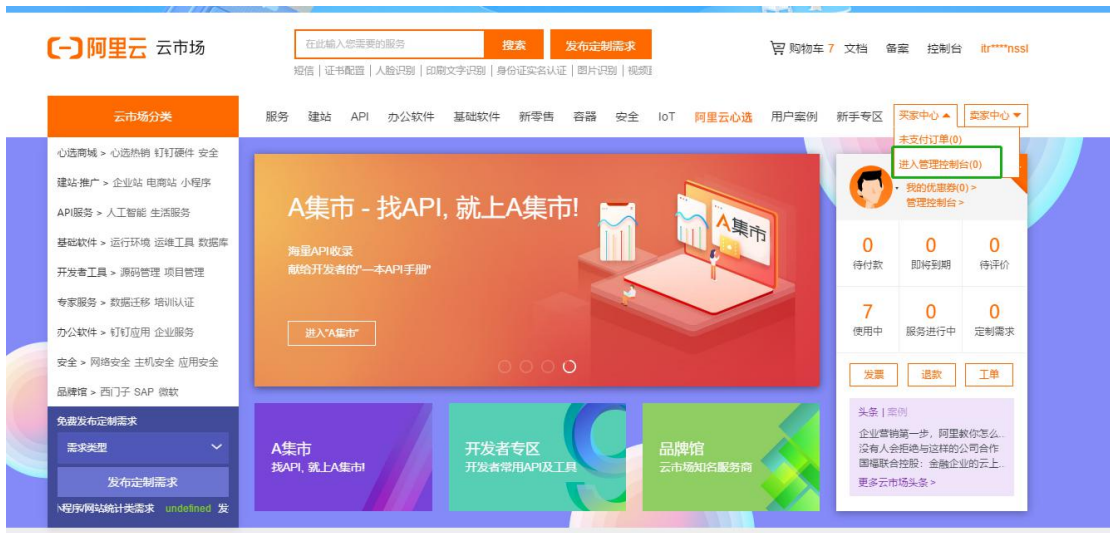 阿里云 云市场
在此输入您需要的服务 搜索 发布定制需求
购物车 7 文档 备案 控制台 itr****nssl
短信 | 证书配置 | 人脸识别 | 印刷文字识别 | 身份证实名认证 | 图片识别 | 视频
云市场分类 服务 建站 API 办公软件 基础软件 新零售 容器 安全 IoT 阿里云心选 用户案例 新手专区 买家中心 卖家中心
未支付订单(0)
进入管理控制台(0)
我的优惠券(0) >
管理控制台 >
心选商城 > 心选热销 钉钉硬件 安全
建站·推广 > 企业站 电商站 小程序
API服务 > 人工智能 生活服务
基础软件 > 运行环境 运维工具 数据库
开发者工具 > 源码管理 项目管理
专家服务 > 数据迁移 培训认证
办公软件 > 钉钉应用 企业服务
安全 > 网络安全 主机安全 应用安全
品牌馆 > 西门子 SAP 微软
免费发布定制需求
需求类型
发布定制需求
小程序/网站统计类需求 undefined 发
A集市 - 找API, 就上A集市!
海量API收录
献给开发者的"一本API手册"
进入"A集市"
A集市
0 0 0
待付款 即将到期 待评价
7 0 0
使用中 服务进行中 定制需求
发票 退款 工单
头条 | 案例
企业营销第一步，阿里教你怎么...
没有人会拒绝与这样的公司合作
国福联合控股：金融企业的云上...
更多云市场头条 >
A集市
找API, 就上A集市!
开发者专区
开发者常用API及工具
品牌馆
云市场知名服务商